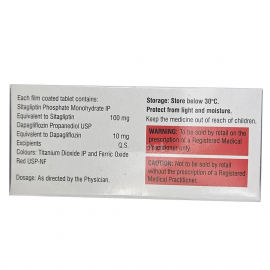 Each film coated tablet contains:
Sitagliptin Phosphate Monohydrate IP
Equivalent to Sitagliptin 100 mg
Dapagliflozin Propanediol USP
Equivalent to Dapagliflozin 10 mg
Excipients Q.S.
Colours: Titanium Dioxide IP and Ferric Oxide
Red USP-NF
Dosage: As directed by the Physician.
Storage: Store below 30°C.
Protect from light and moisture.
Keep the medicine out of reach of children.
WARNING: To be sold by retail on the
prescription of a Registered Medical
Practitioner only.
CAUTION: Not to be sold by retail
without the prescription of a Registered
Medical Practitioner.